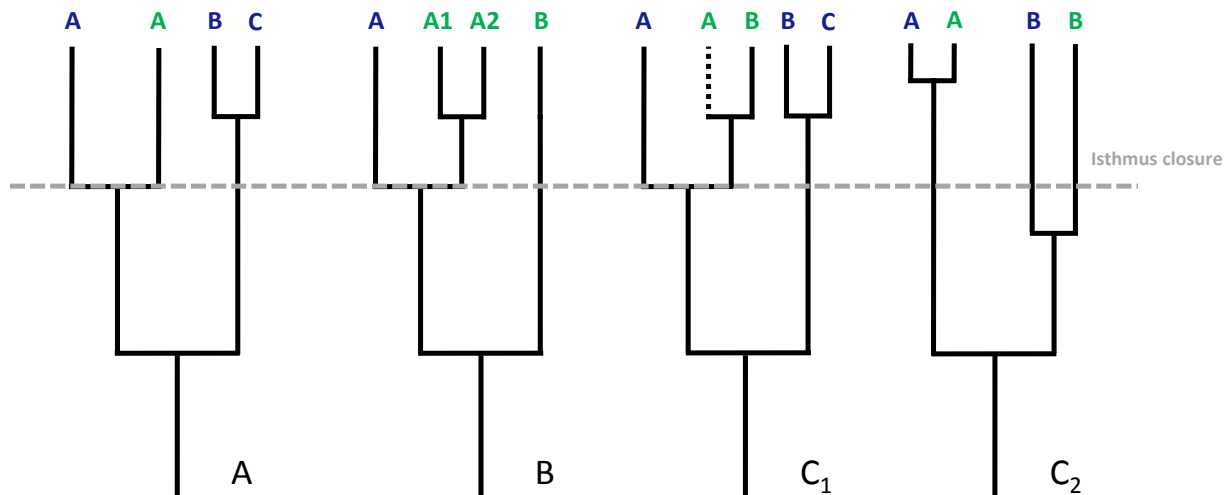 A A B C A A1 A2 B A A B B C A A B B
Isthmus closure
A B C₁ C₂